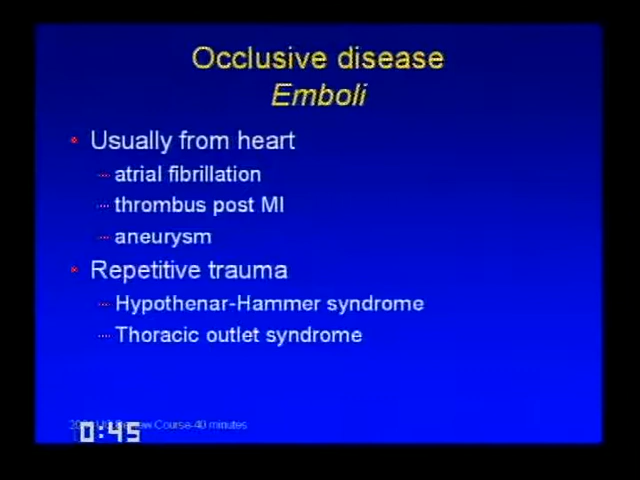 Occlusive disease
Emboli
Usually from heart
atrial fibrillation
thrombus post MI
aneurysm
Repetitive trauma
Hypothenar-Hammer syndrome
Thoracic outlet syndrome
Course-40 minutes
0:45